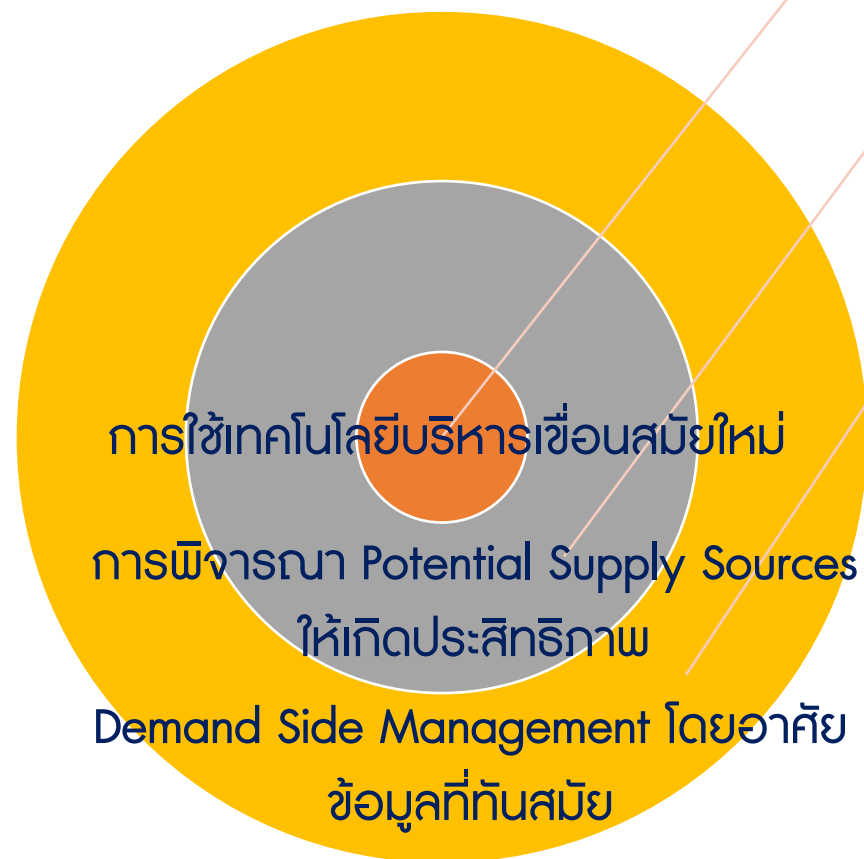 การใช้เทคโนโลยีบริหารเขื่อนสมัยใหม่
การพิจารณา Potential Supply Sources
ให้เกิดประสิทธิภาพ
Demand Side Management โดยอาศัย
ข้อมูลที่ทันสมัย